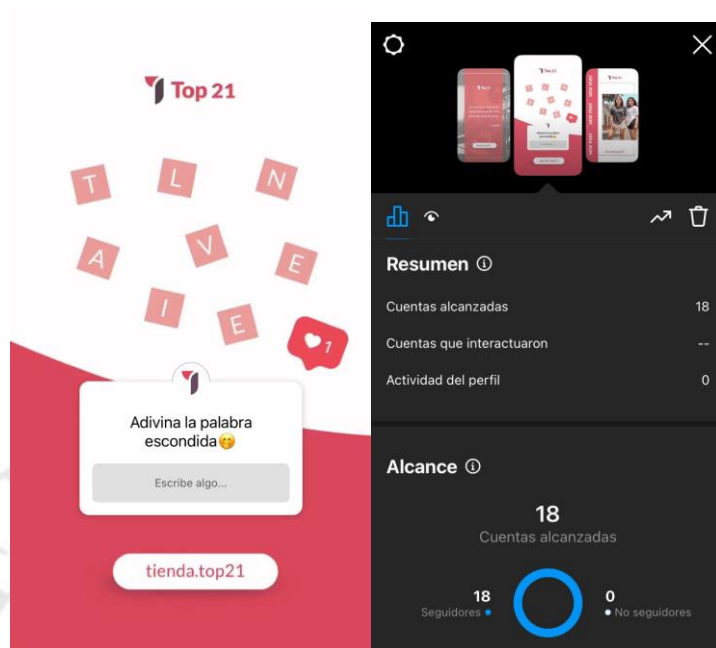 Top 21
T L N
A V E
I E
1
Adivina la palabra
escondida🤭
Escribe algo...
tienda.top21
Resumen
Cuentas alcanzadas 18
Cuentas que interactuaron --
Actividad del perfil 0
Alcance
18
Cuentas alcanzadas
18
Seguidores
0
No seguidores